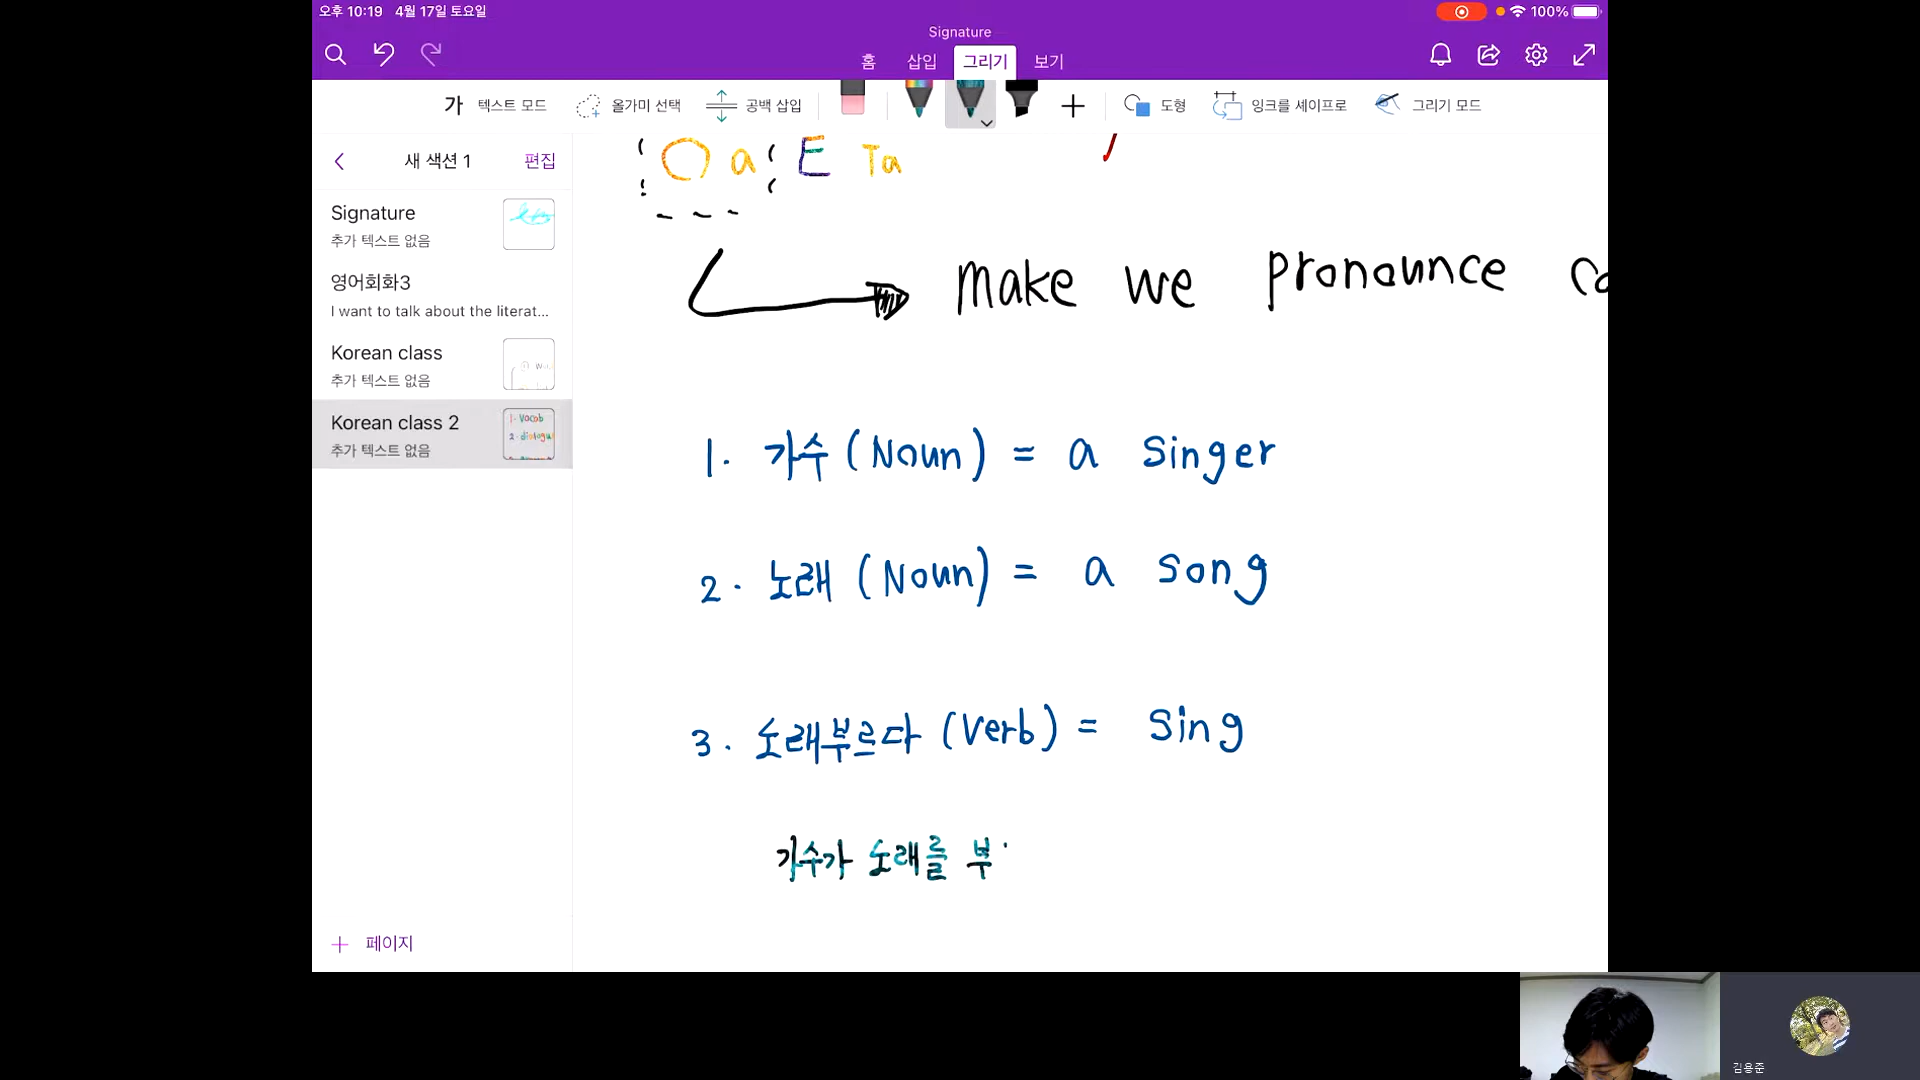 오후 10:19 4월 17일 토요일
100%
Signature
홈 삽입 그리기 보기
가 텍스트 모드 올가미 선택 공백 삽입 도형 잉크를 셰이프로 그리기 모드
새 색션 1 편집
Signature
추가 텍스트 없음
영어회화3
I want to talk about the literat...
Korean class
추가 텍스트 없음
Korean class 2
추가 텍스트 없음
1. Vocab
페이지
O a E Ta
Make we pronounce
1. 가수 (Noun) = a singer
2. 노래 (Noun) = a song
3. 노래부르다 (Verb) = Sing
가수가 노래를 부
김용준